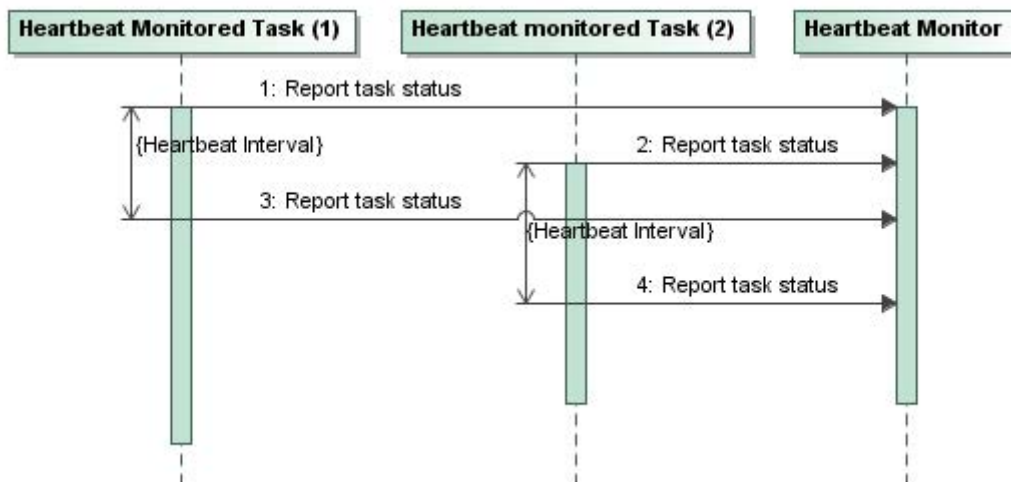 Heartbeat Monitored Task (1)
Heartbeat monitored Task (2)
Heartbeat Monitor
1: Report task status
{Heartbeat Interval}
2: Report task status
3: Report task status
{Heartbeat Interval}
4: Report task status